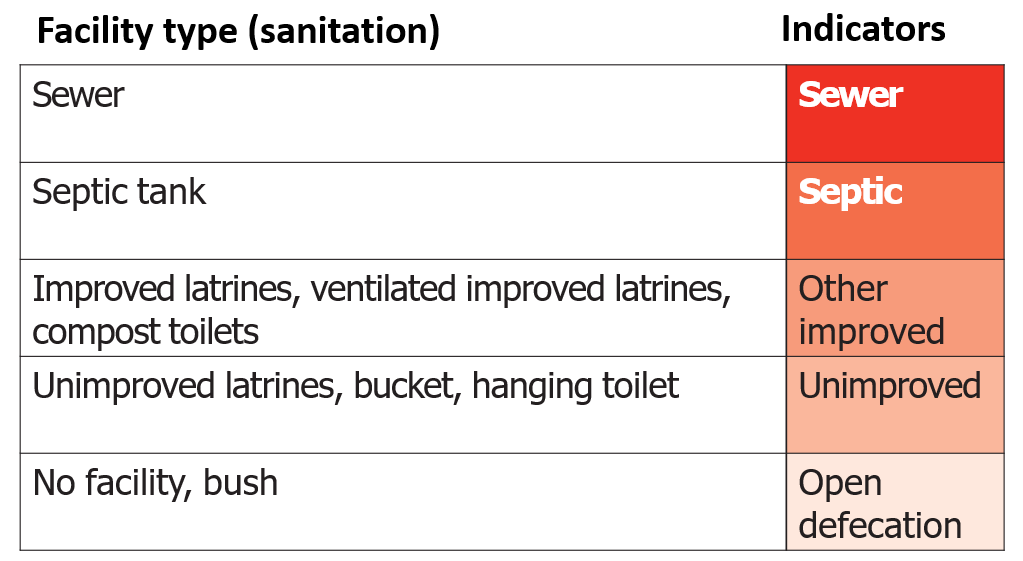 Facility type (sanitation)
Indicators
Sewer
Sewer
Septic tank
Septic
Improved latrines, ventilated improved latrines,
compost toilets
Other
improved
Unimproved latrines, bucket, hanging toilet
Unimproved
No facility, bush
Open
defecation